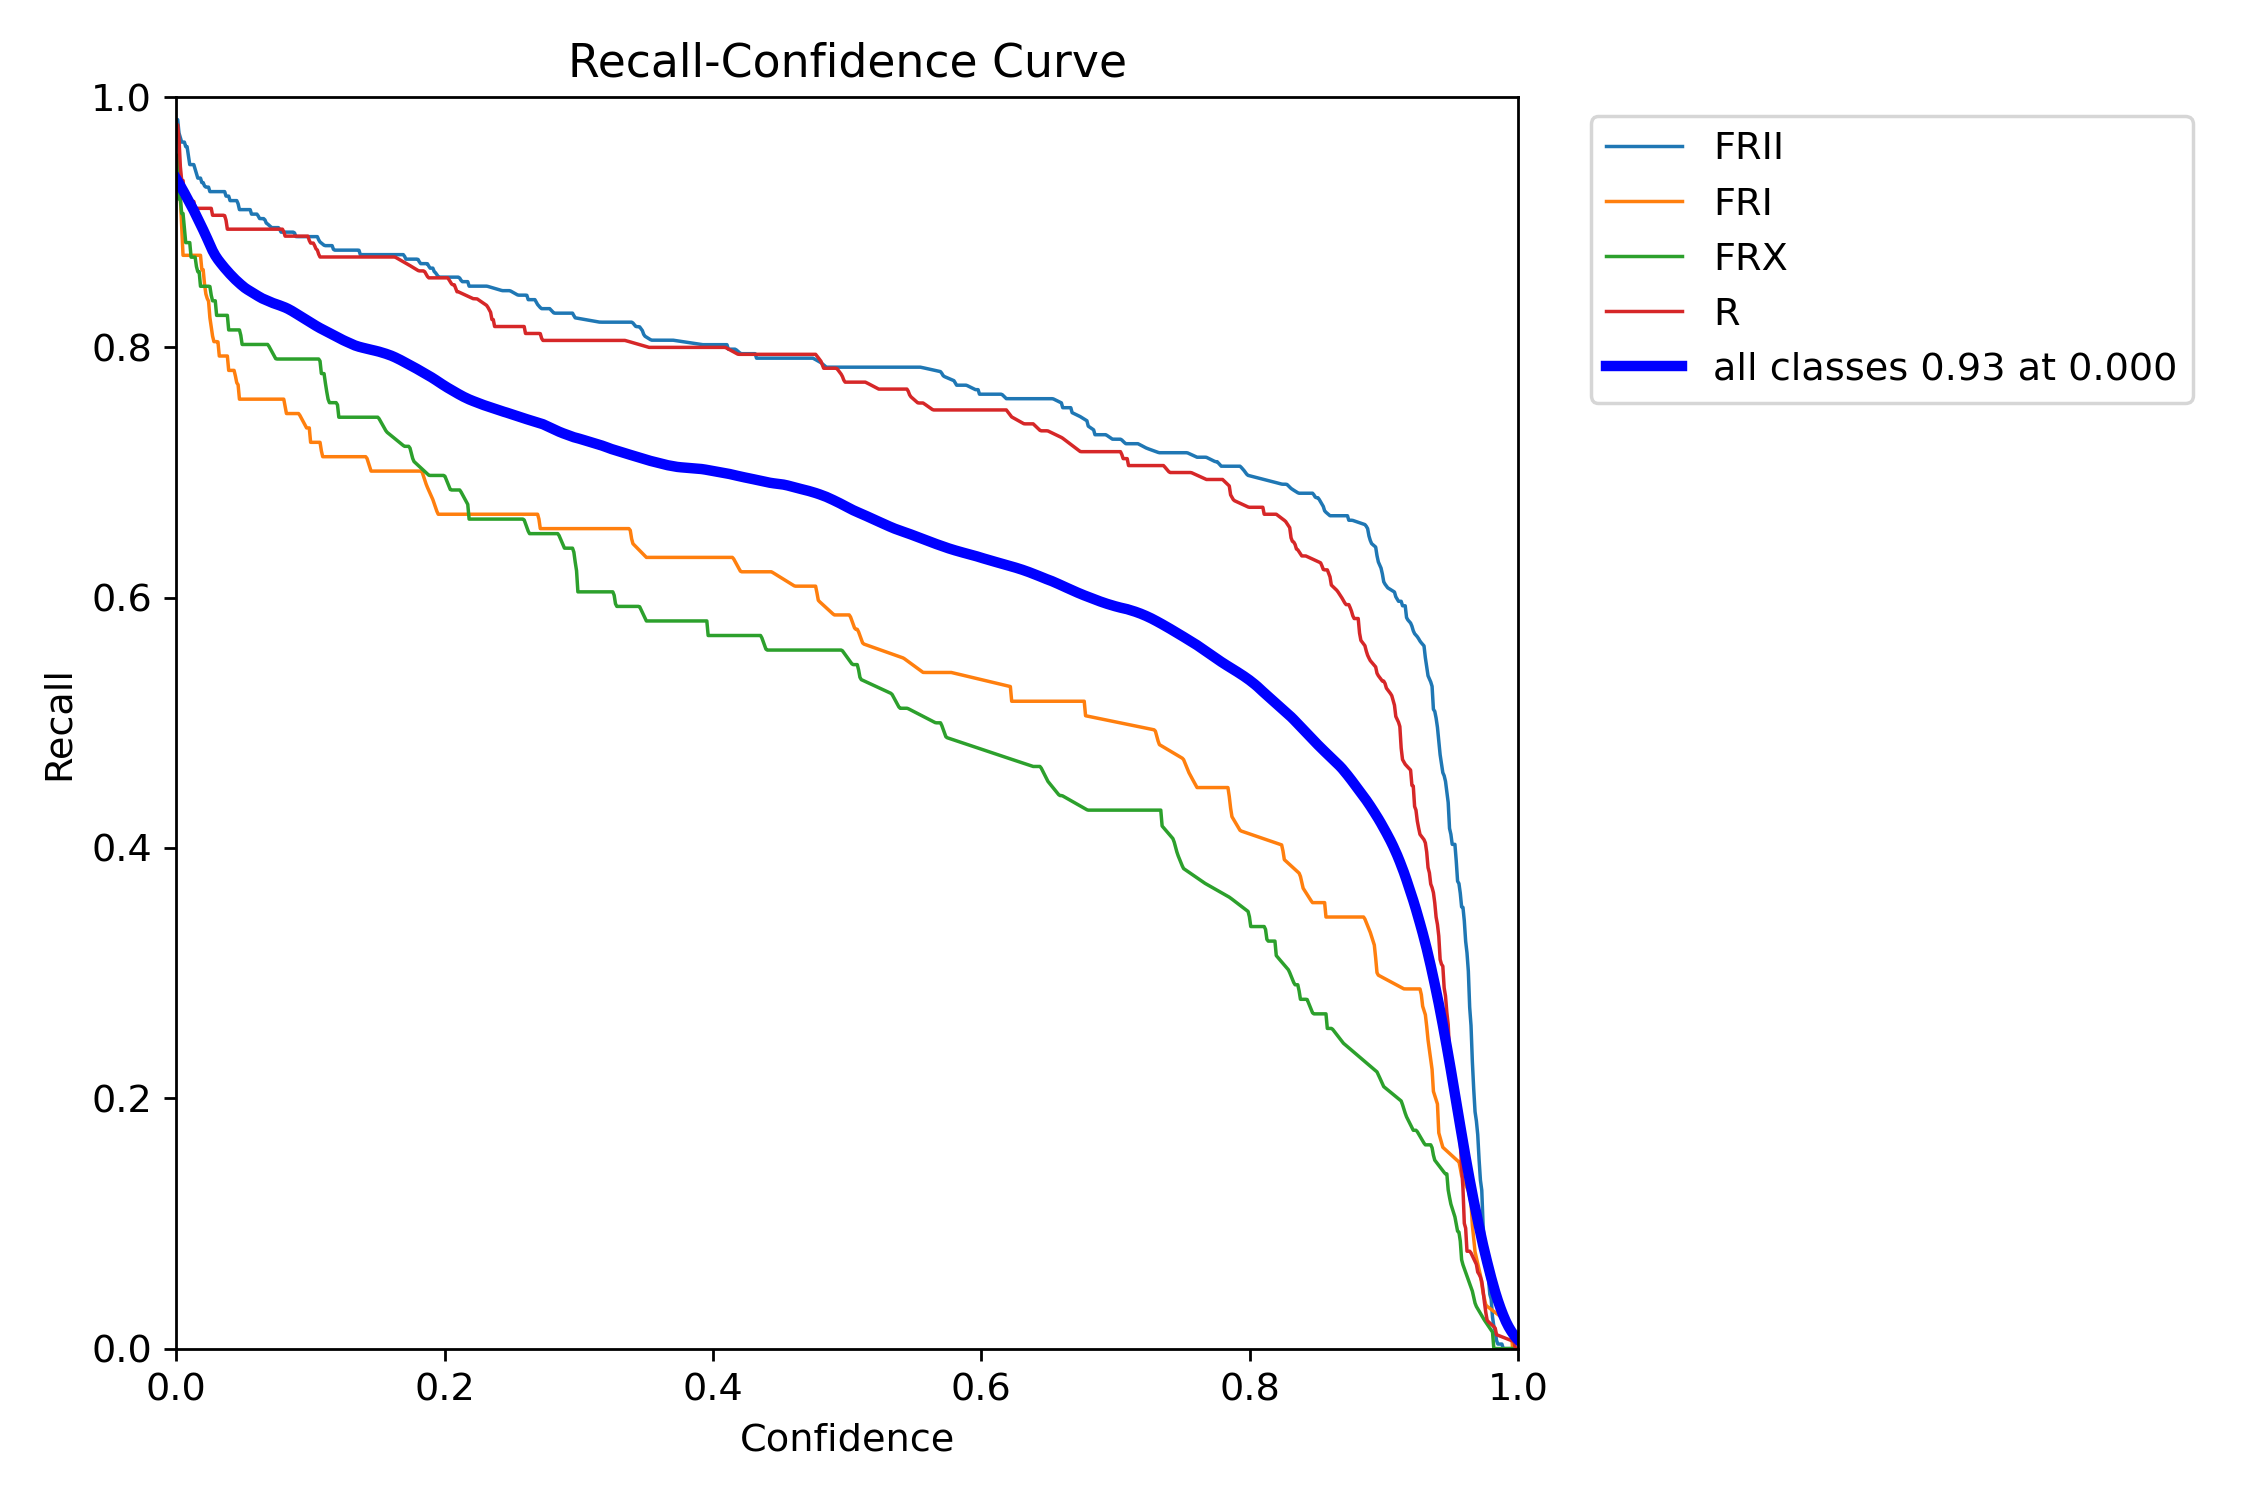 Recall-Confidence Curve
1.0
0.8
0.6
0.4
0.2
0.0
Recall
0.0 0.2 0.4 0.6 0.8 1.0
Confidence
FRII
FRI
FRX
R
all classes 0.93 at 0.000